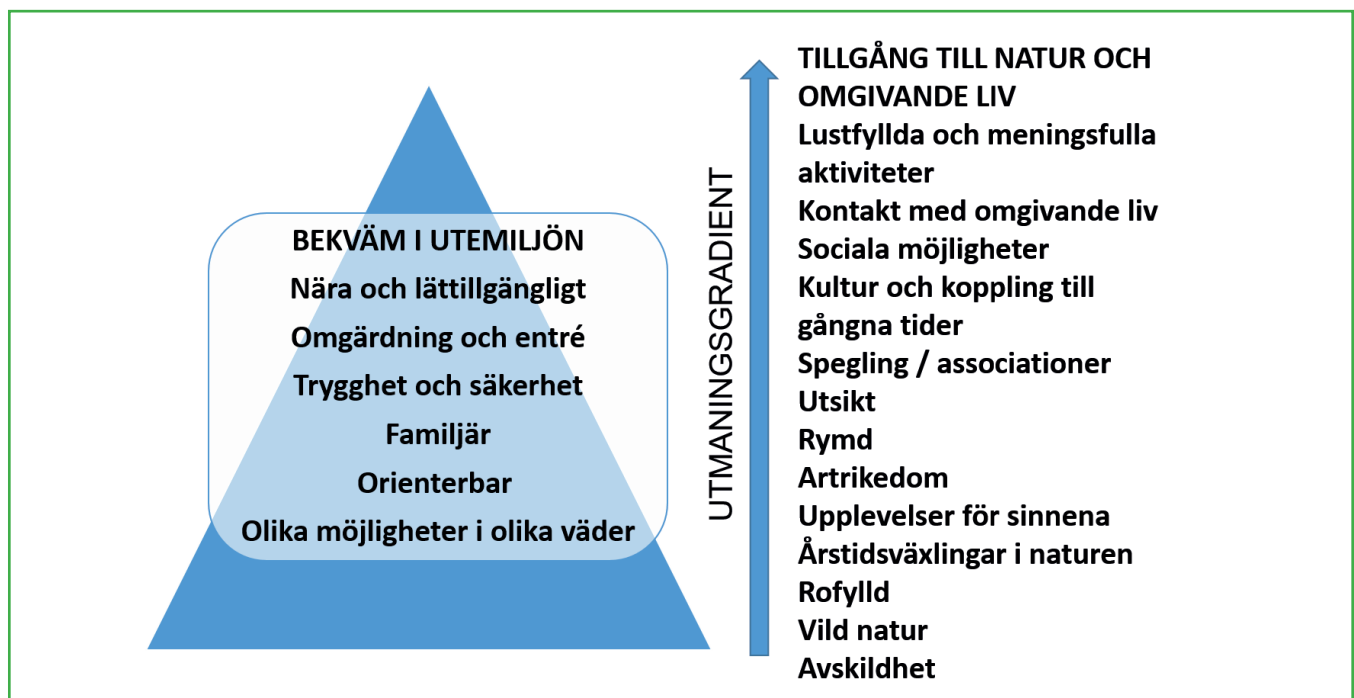 BEKVÄM I UTEMILJÖN
Nära och lättillgängligt
Omgärdning och entré
Trygghet och säkerhet
Familjär
Orienterbar
Olika möjligheter i olika väder
UTMANINGSGRADIENT
TILLGÅNG TILL NATUR OCH
OMGIVANDE LIV
Lustfyllda och meningsfulla
aktiviteter
Kontakt med omgivande liv
Sociala möjligheter
Kultur och koppling till
gångna tider
Spegling / associationer
Utsikt
Rymd
Artrikedom
Upplevelser för sinnena
Årstidsväxlingar i naturen
Rofylld
Vild natur
Avskildhet